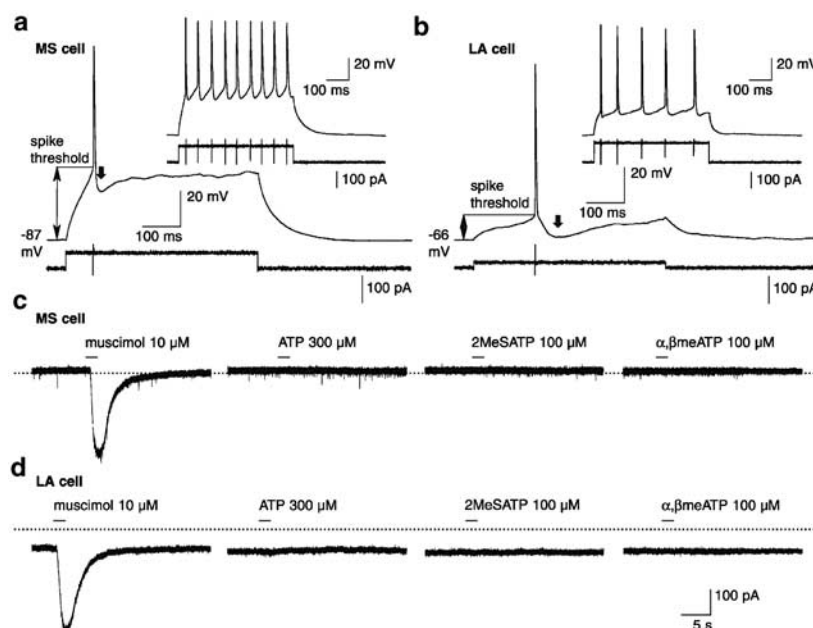 a
MS cell
20 mV
100 ms
spike
threshold
20 mV
100 ms
100 pA
-87
mV
100 pA
b
LA cell
20 mV
100 ms
spike
threshold
20 mV
100 ms
100 pA
-66
mV
100 pA
c
MS cell
muscimol 10 µM
ATP 300 µM
2MeSATP 100 µM
α,βmeATP 100 µM
d
LA cell
muscimol 10 µM
ATP 300 µM
2MeSATP 100 µM
α,βmeATP 100 µM
100 pA
5 s